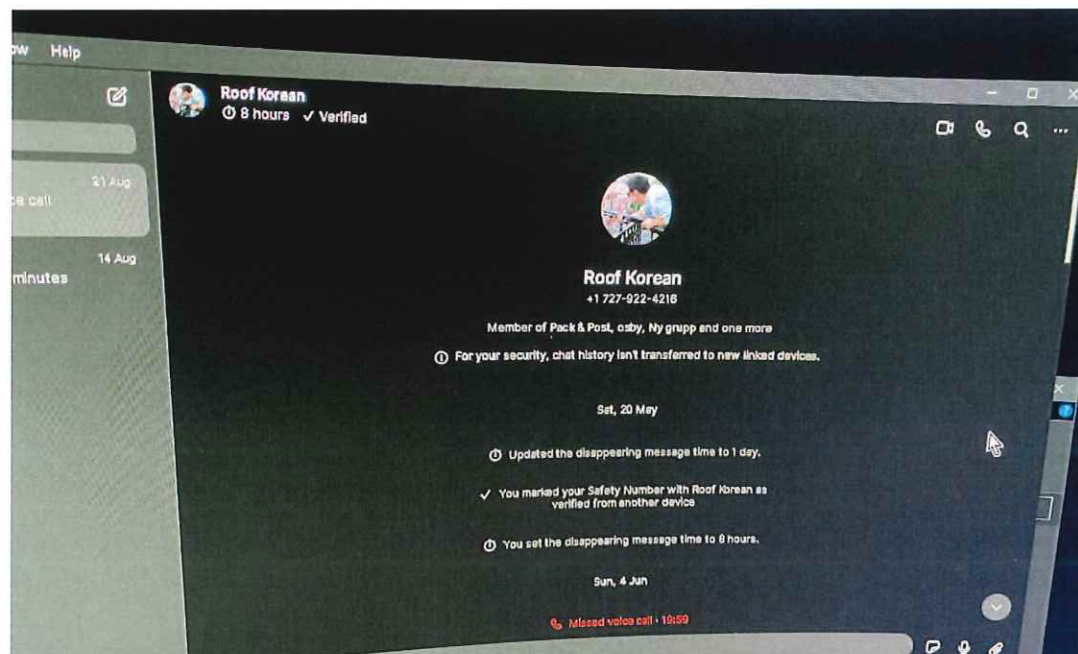 Help
Roof Korean
8 hours ✓ Verified
21 Aug
call
14 Aug
minutes
Roof Korean
+1 727-922-4216
Member of Pack & Post, osby, Ny grupp and one more
For your security, chat history isn't transferred to new linked devices.
Sat, 20 May
Updated the disappearing message time to 1 day.
You marked your Safety Number with Roof Korean as
verified from another device
You set the disappearing message time to 8 hours.
Sun, 4 Jun
Missed voice call · 19:59